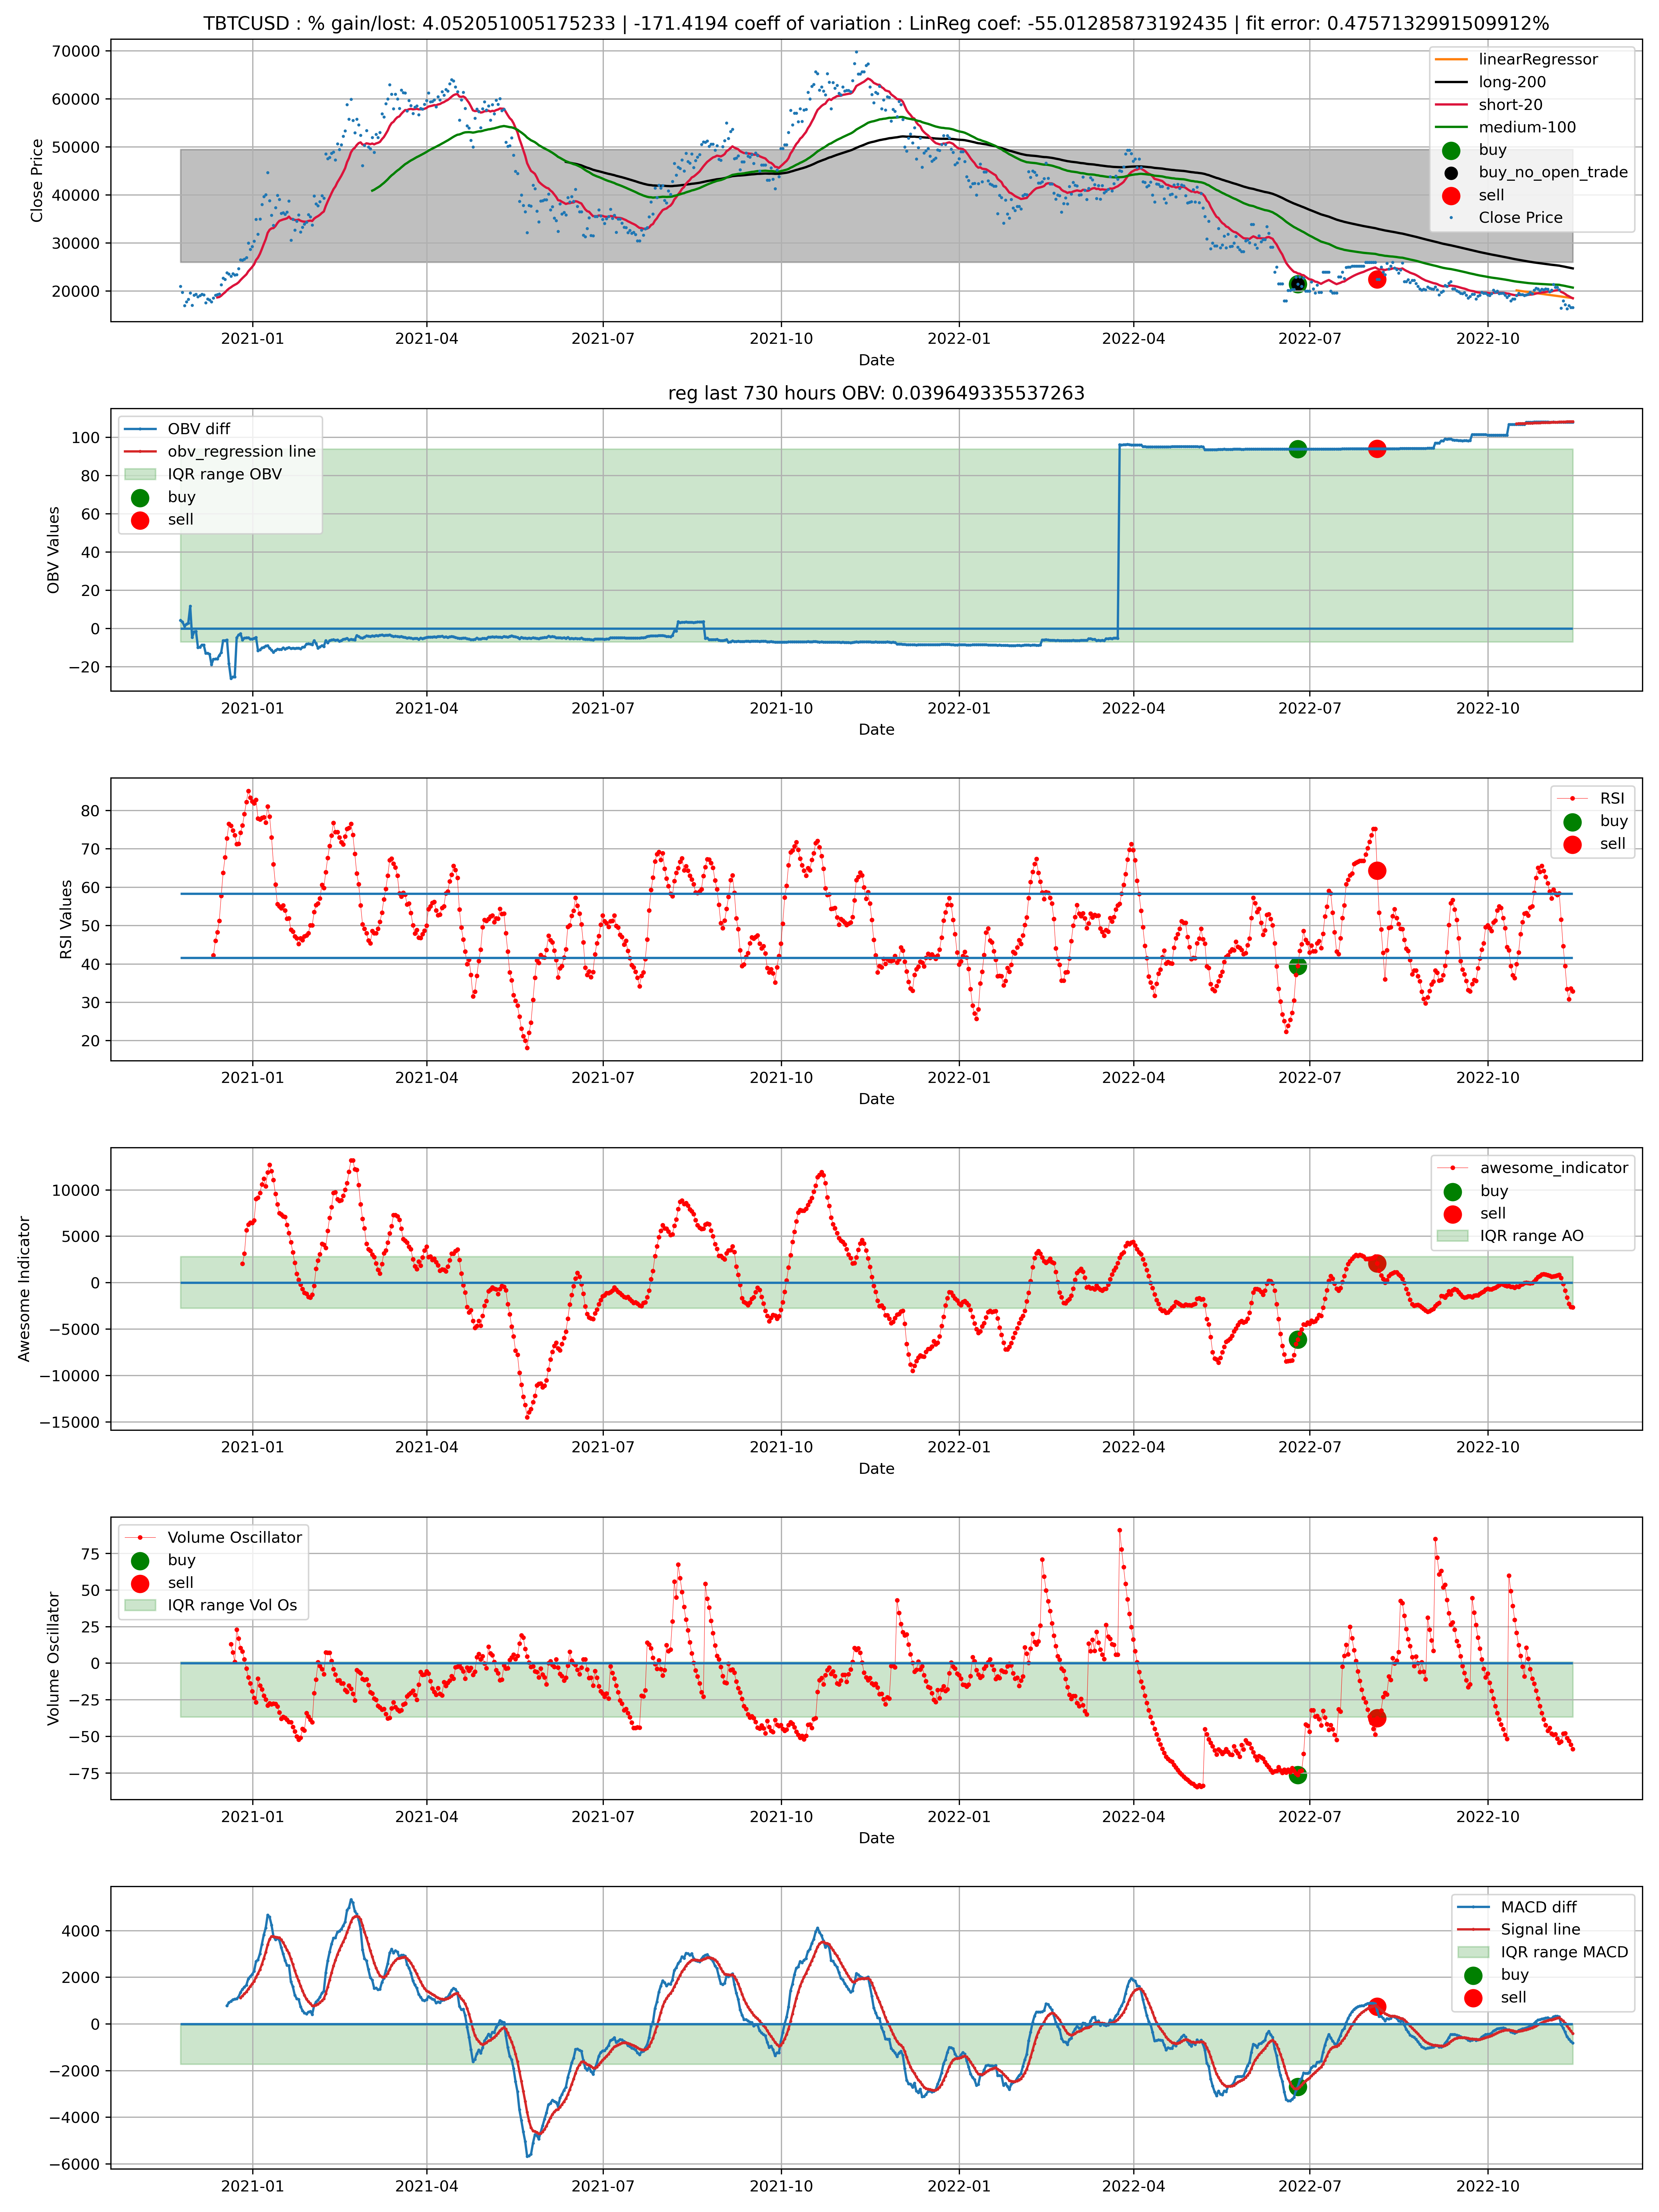 TBTCUSD : % gain/lost: 4.052051005175233 | -171.4194 coeff of variation : LinReg coef: -55.01285873192435 | fit error: 0.4757132991509912%
70000
60000
50000
40000
30000
20000
Close Price
linearRegressor
long-200
short-20
medium-100
buy
buy_no_open_trade
sell
Close Price
2021-01 2021-04 2021-07 2021-10 2022-01 2022-04 2022-07 2022-10
Date
reg last 730 hours OBV: 0.039649335537263
100
80
60
40
20
0
−20
OBV Values
OBV diff
obv_regression line
IQR range OBV
buy
sell
2021-01 2021-04 2021-07 2021-10 2022-01 2022-04 2022-07 2022-10
Date
80
70
60
50
40
30
20
RSI Values
RSI
buy
sell
2021-01 2021-04 2021-07 2021-10 2022-01 2022-04 2022-07 2022-10
Date
10000
5000
0
−5000
−10000
−15000
Awesome Indicator
awesome_indicator
buy
sell
IQR range AO
2021-01 2021-04 2021-07 2021-10 2022-01 2022-04 2022-07 2022-10
Date
75
50
25
0
−25
−50
−75
Volume Oscillator
Volume Oscillator
buy
sell
IQR range Vol Os
2021-01 2021-04 2021-07 2021-10 2022-01 2022-04 2022-07 2022-10
Date
4000
2000
0
−2000
−4000
−6000
MACD diff
Signal line
IQR range MACD
buy
sell
2021-01 2021-04 2021-07 2021-10 2022-01 2022-04 2022-07 2022-10